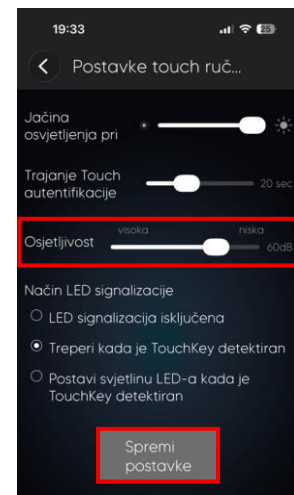 19:33
25
Postavke touch ruč...
Jačina
osvjetljenja pri
Trajanje Touch
autentifikacije
20 sec
visoka niska
Osjetljivost
60dB
Način LED signalizacije
LED signalizacija isključena
Treperi kada je TouchKey detektiran
Postavi svjetlinu LED-a kada je
TouchKey detektiran
Spremi
postavke